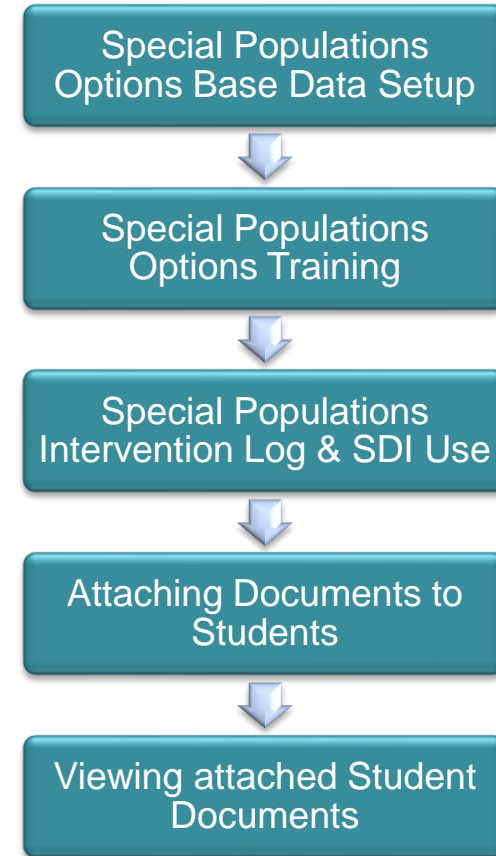 Special Populations
Options Base Data Setup
Special Populations
Options Training
Special Populations
Intervention Log & SDI Use
Attaching Documents to
Students
Viewing attached Student
Documents